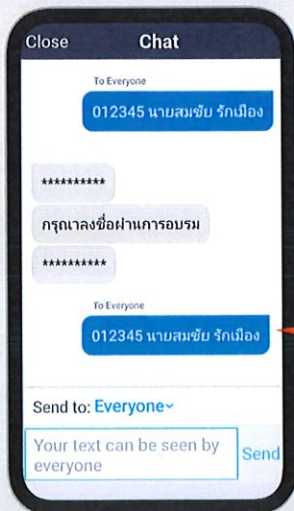 Close Chat
To Everyone
012345 นายสมชัย รักเมือง
**********
กรุณาลงชื่อผ่านการอบรม
**********
To Everyone
012345 นายสมชัย รักเมือง
Send to: Everyone
Your text can be seen by
everyone
Send